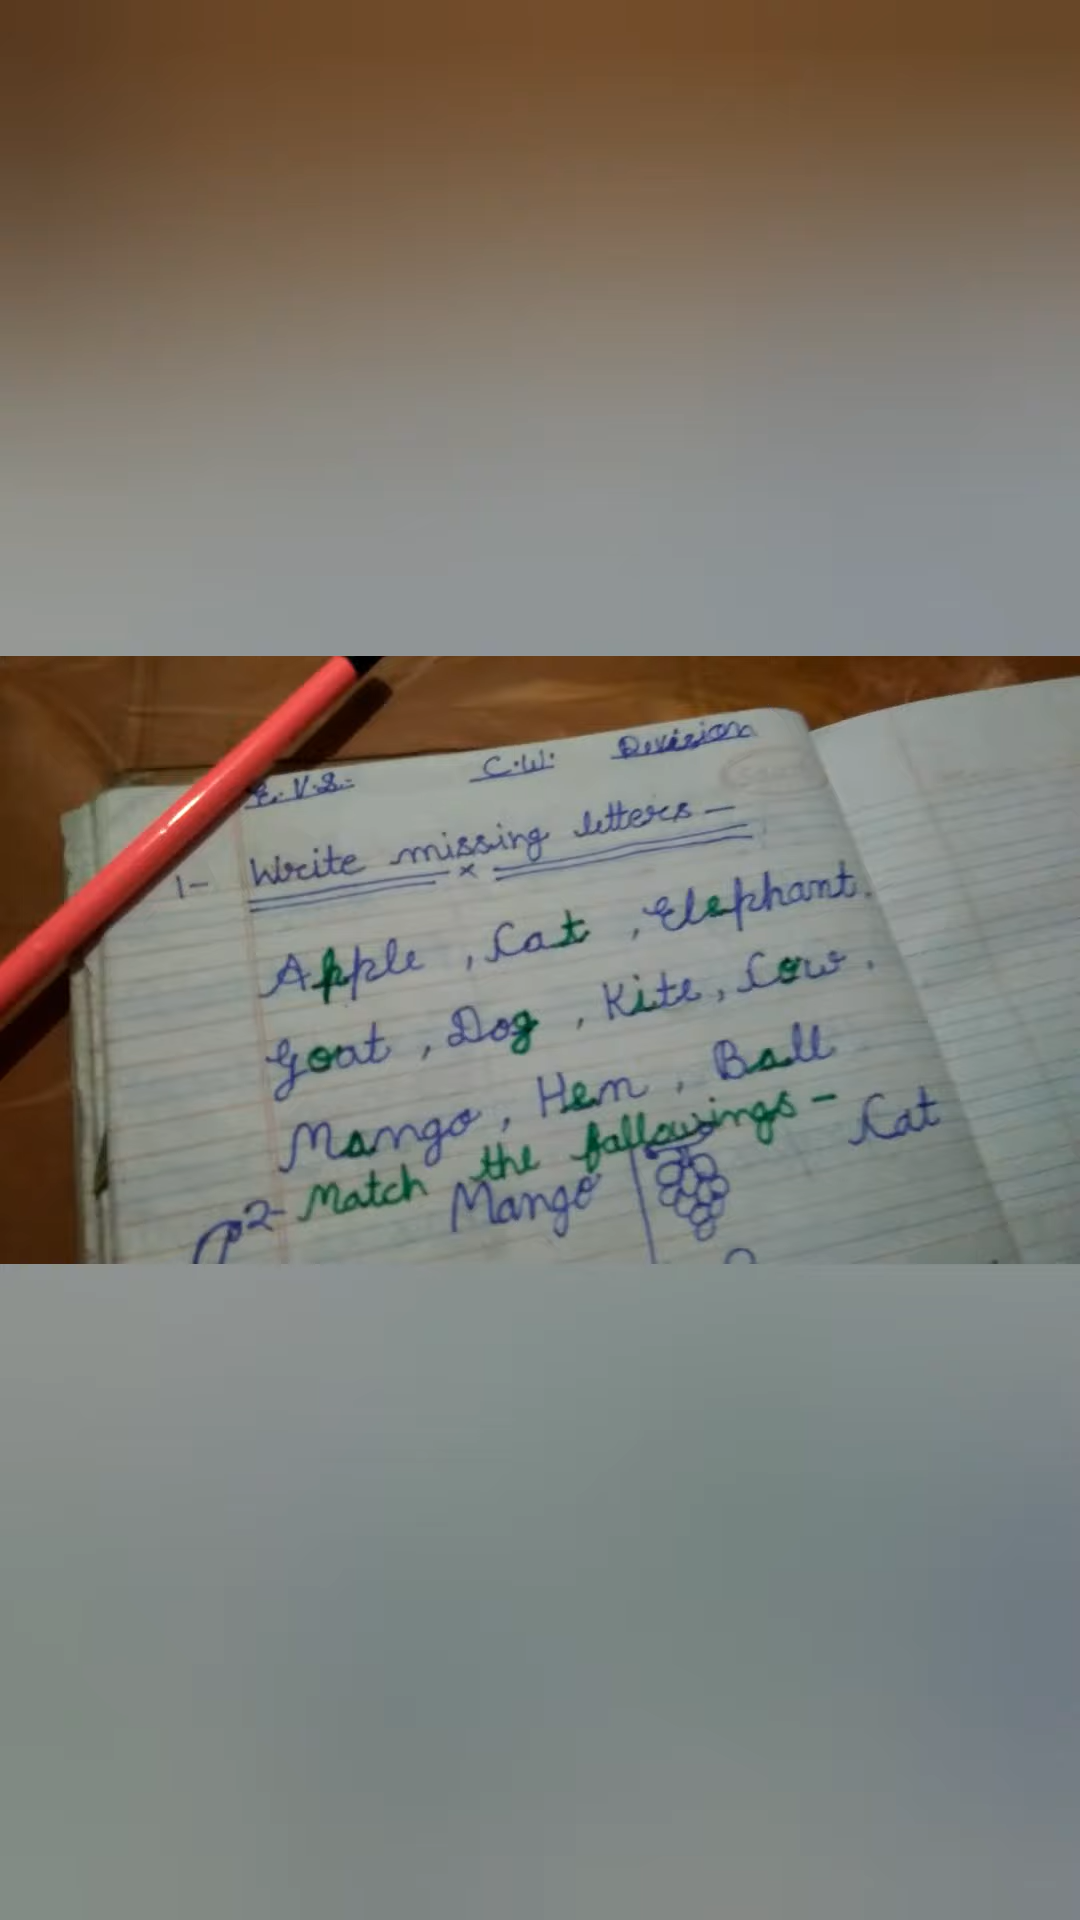 E.V.S:- C.W. Revision
1- Write missing letters -
Apple, Cat, Elephant.
Goat, Dog, Kite, Cow.
Mango, Hen, Ball
2- Match the fallowings -
Mango Cat